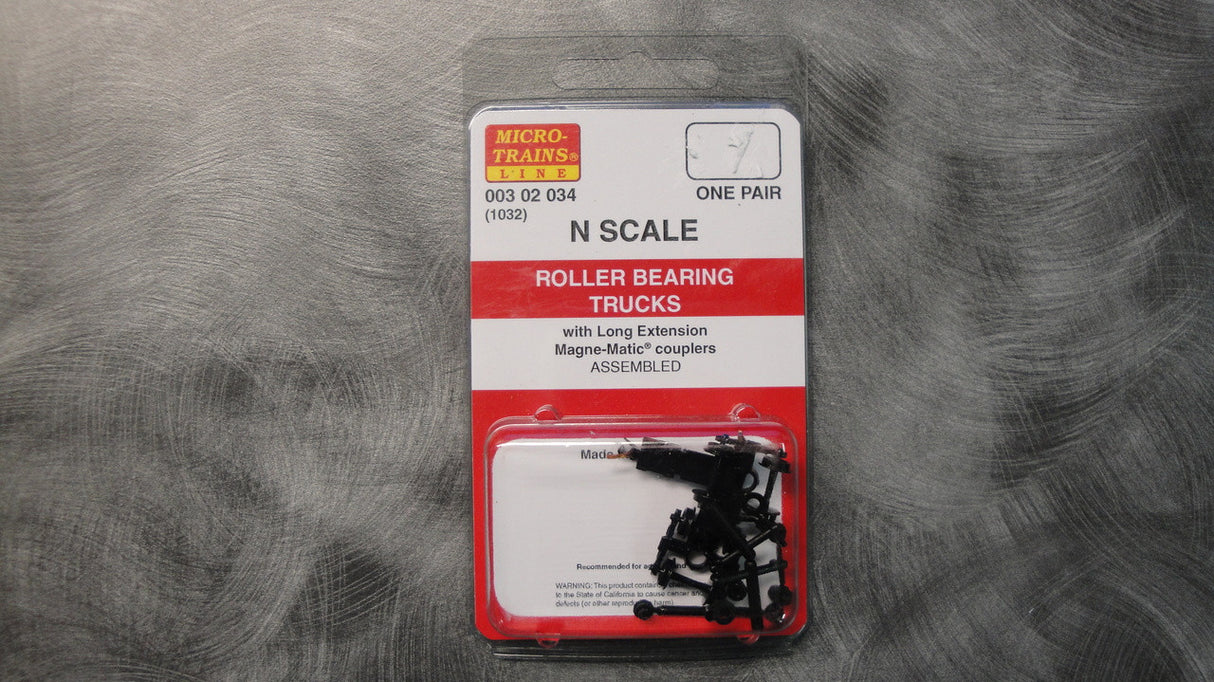 MICRO-
TRAINS®
LINE
003 02 034
(1032)
ONE PAIR
N SCALE
ROLLER BEARING
TRUCKS
with Long Extension
Magne-Matic® couplers
ASSEMBLED
Made
Recommended for
WARNING: This product
to the State of California to cause cancer and
defects (or other harm)